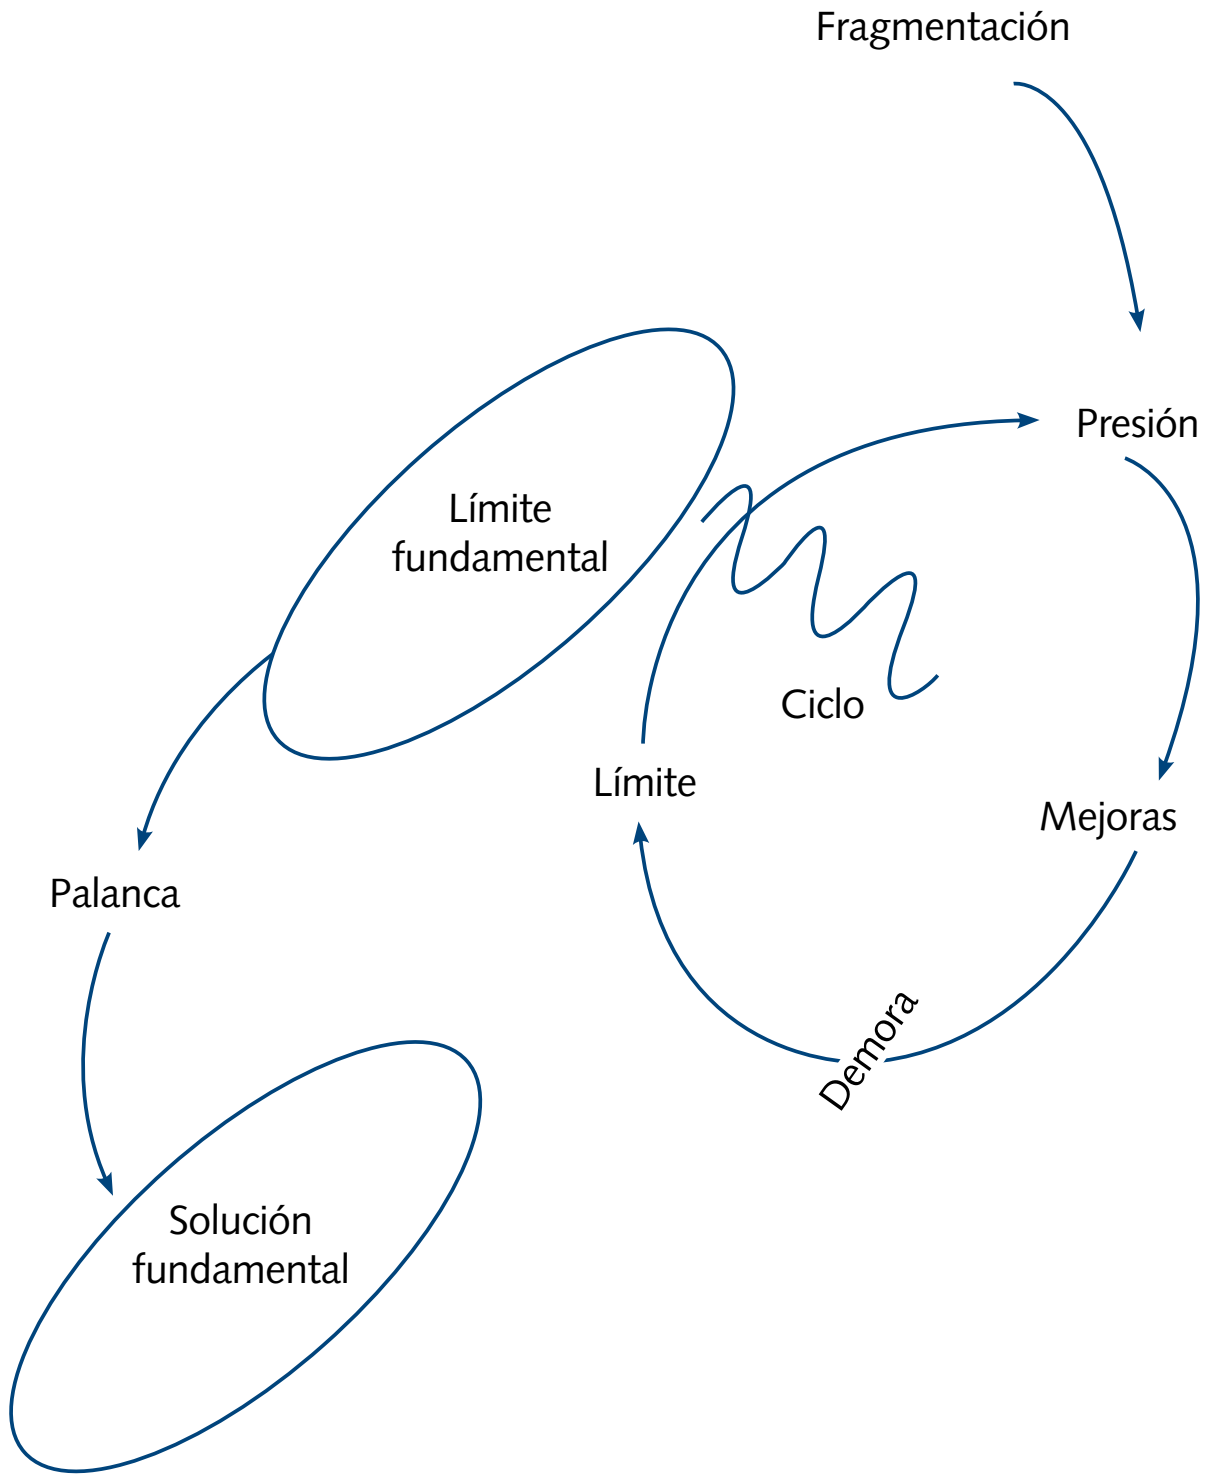 Fragmentación
Presión
Límite
fundamental
Ciclo
Límite
Mejoras
Palanca
Demora
Solución
fundamental